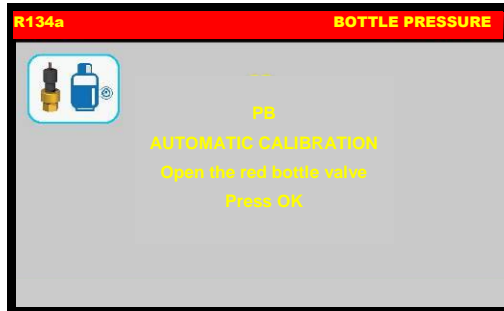 R134a BOTTLE PRESSURE
PB
AUTOMATIC CALIBRATION
Open the red bottle valve
Press OK